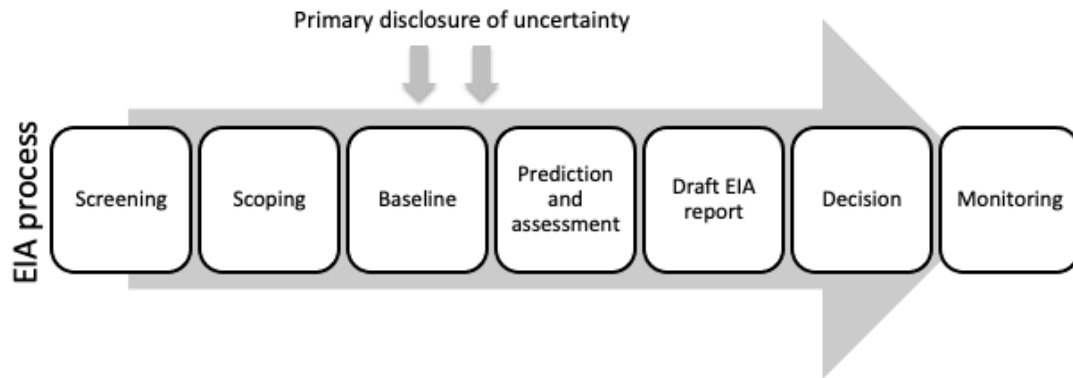 Primary disclosure of uncertainty
EIA process
Screening
Scoping
Baseline
Prediction
and
assessment
Draft EIA
report
Decision
Monitoring